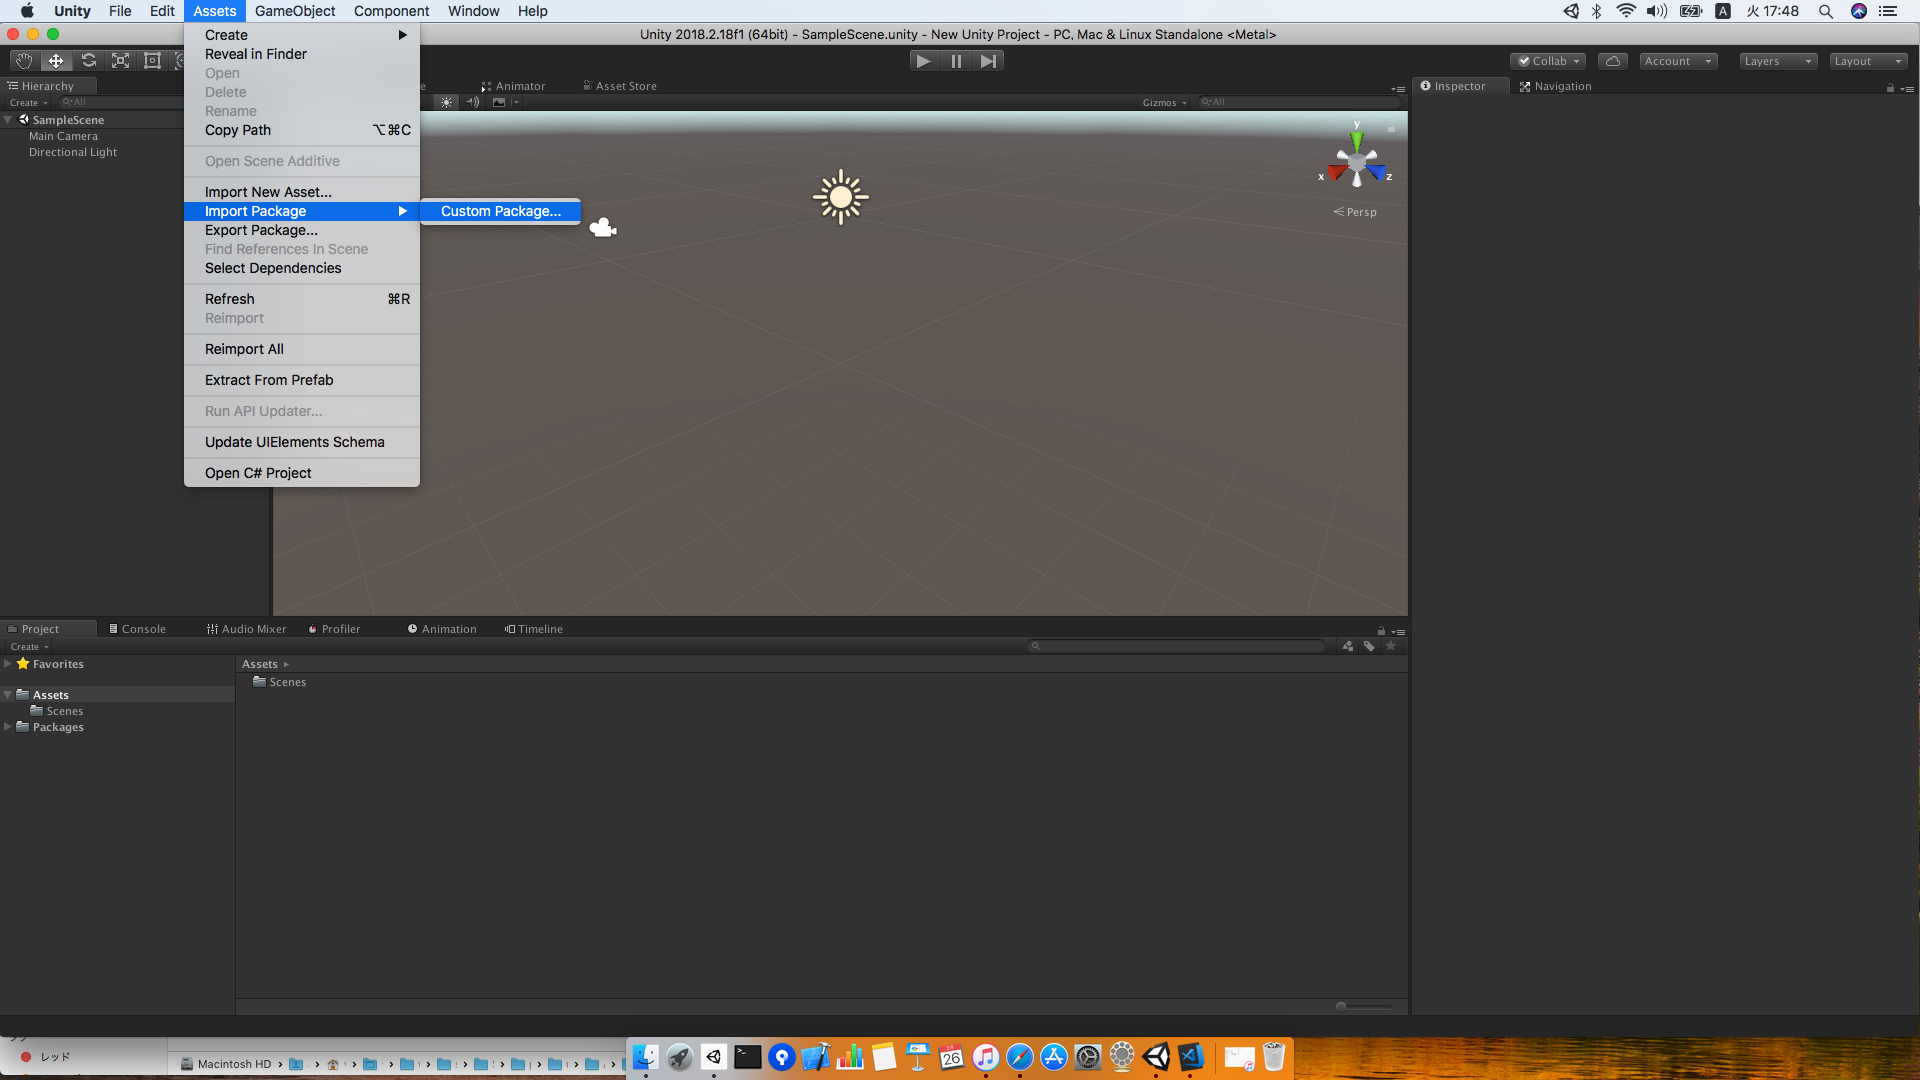 Unity File Edit Assets GameObject Component Window Help
A 火 17:48
Unity 2018.2.18f1 (64bit) - SampleScene.unity - New Unity Project - PC, Mac & Linux Standalone <Metal>
Collab
Account
Layers
Layout
Create
Reveal in Finder
Open
Delete
Rename
Copy Path ⌥⌘C
Open Scene Additive
Import New Asset...
Import Package
Custom Package...
Export Package...
Find References In Scene
Select Dependencies
Refresh ⌘R
Reimport
Reimport All
Extract From Prefab
Run API Updater...
Update UIElements Schema
Open C# Project
Hierarchy
Create All
SampleScene
Main Camera
Directional Light
e
Animator
Asset Store
Gizmos All
y
x
z
Persp
Inspector
Navigation
Project Console Audio Mixer Profiler Animation Timeline
Create
Favorites
Assets
Scenes
Packages
Assets
Scenes
レッド
Macintosh HD
26